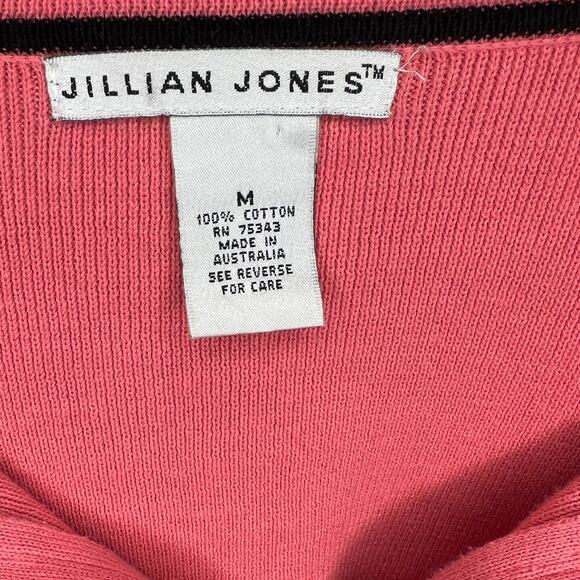 JILLIAN JONES™
M
100% COTTON
RN 75343
MADE IN
AUSTRALIA
SEE REVERSE
FOR CARE